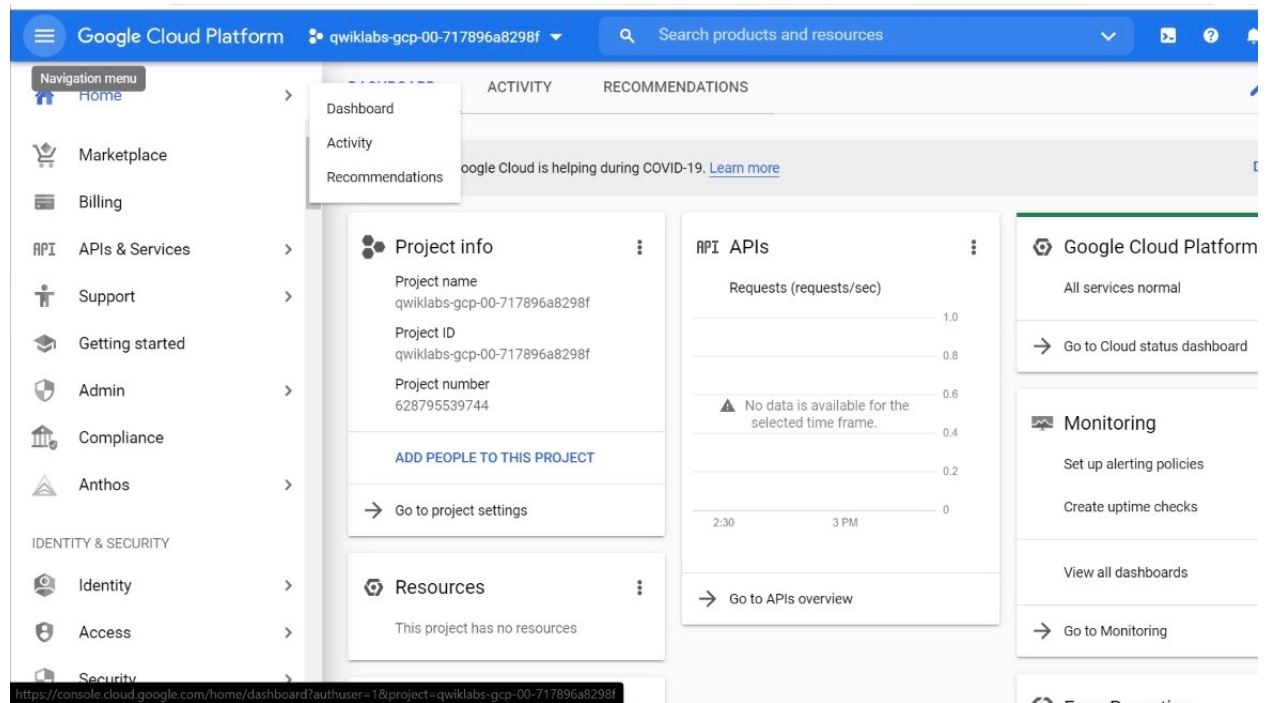 Google Cloud Platform
qwiklabs-gcp-00-717896a8298f
Search products and resources
Navigation menu
Home
Marketplace
Billing
API APIs & Services
Support
Getting started
Admin
Compliance
Anthos
IDENTITY & SECURITY
Identity
Access
Security
https://console.cloud.google.com/home/dashboard?authuser=1&project=qwiklabs-gcp-00-717896a8298f
Dashboard
Activity
Recommendations
DASHBOARD
ACTIVITY
RECOMMENDATIONS
oogle Cloud is helping during COVID-19. Learn more
Project info
Project name
qwiklabs-gcp-00-717896a8298f
Project ID
qwiklabs-gcp-00-717896a8298f
Project number
628795539744
ADD PEOPLE TO THIS PROJECT
Go to project settings
Resources
This project has no resources
API APIs
Requests (requests/sec)
1.0
0.8
0.6
No data is available for the
selected time frame.
0.4
0.2
0
2:30
3 PM
Go to APIs overview
Google Cloud Platform
All services normal
Go to Cloud status dashboard
Monitoring
Set up alerting policies
Create uptime checks
View all dashboards
Go to Monitoring